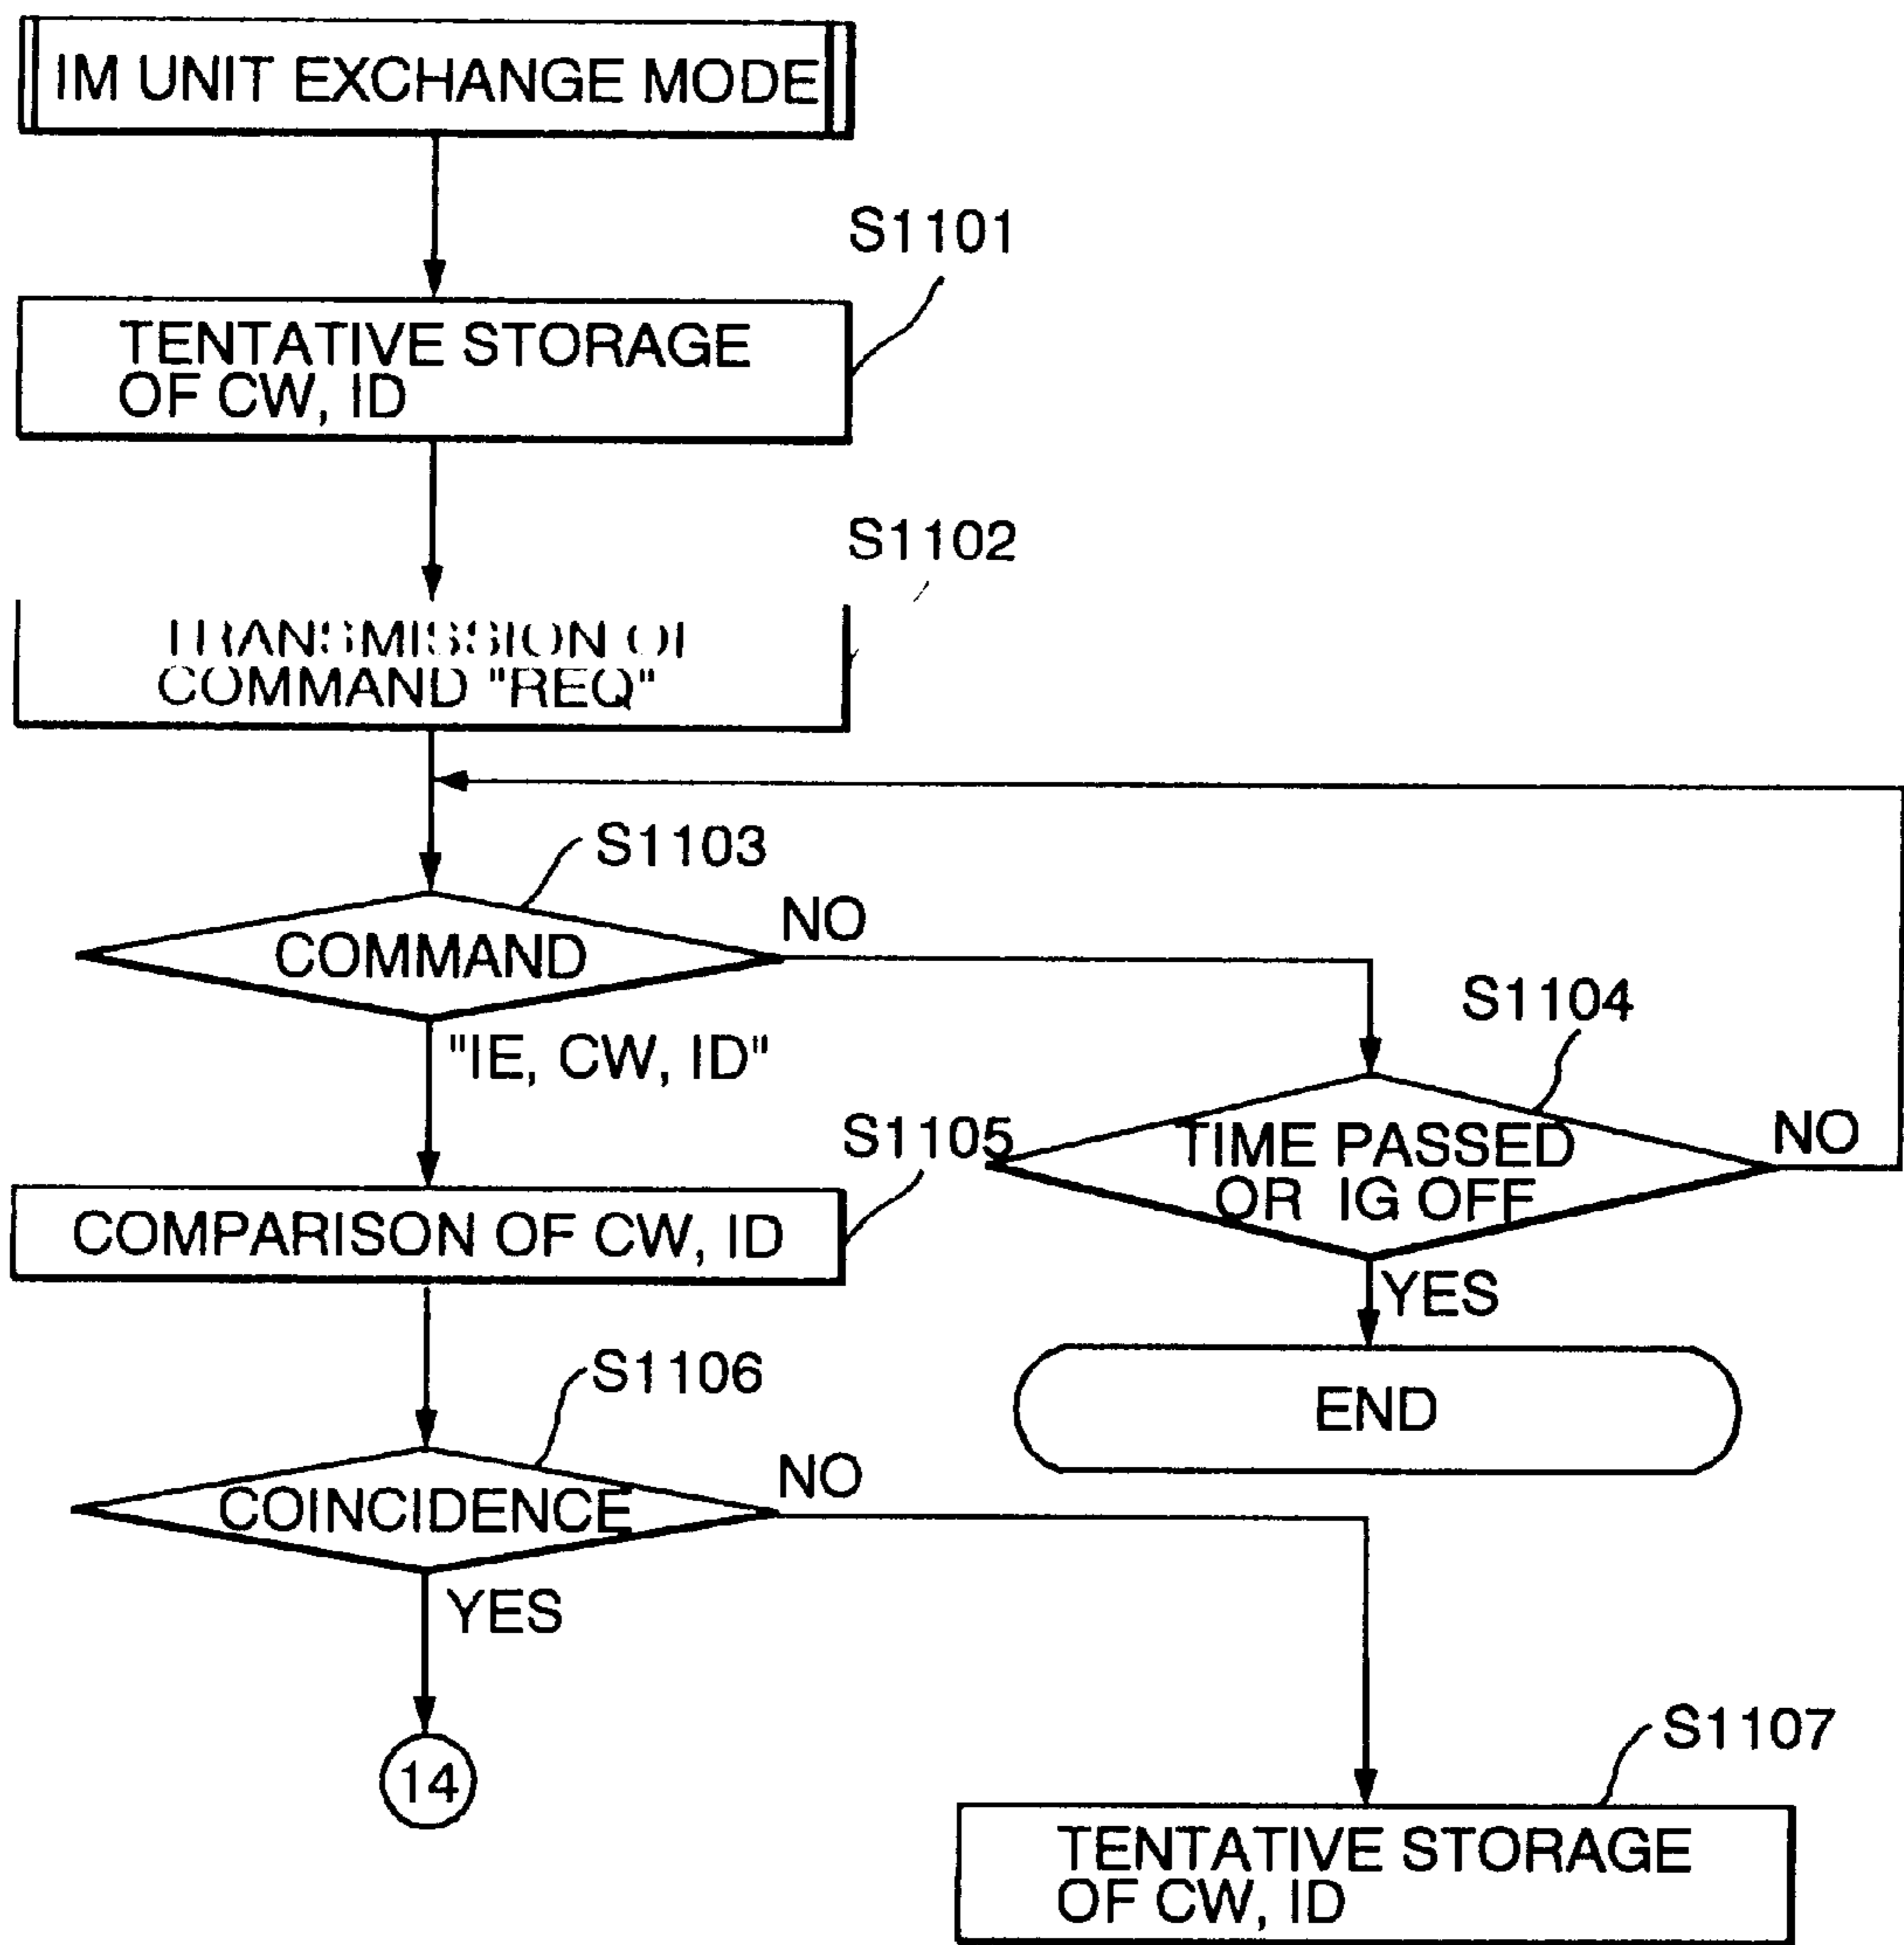 IM UNIT EXCHANGE MODE
S1101
TENTATIVE STORAGE
OF CW, ID
S1102
TRANSMISSION OF
COMMAND "REQ"
S1103
COMMAND
NO
"IE, CW, ID"
S1104
TIME PASSED
OR IG OFF
NO
YES
END
S1105
COMPARISON OF CW, ID
S1106
COINCIDENCE
NO
YES
14
S1107
TENTATIVE STORAGE
OF CW, ID